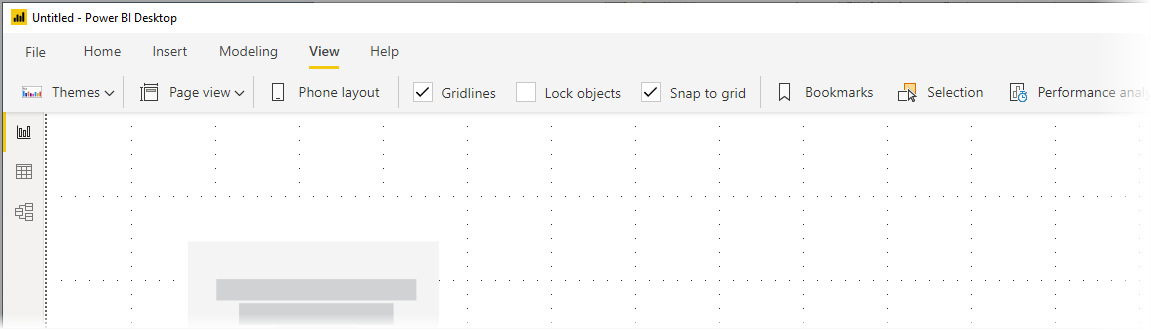 Untitled - Power BI Desktop
File Home Insert Modeling View Help
Themes Page view Phone layout Gridlines Lock objects Snap to grid Bookmarks Selection Performance